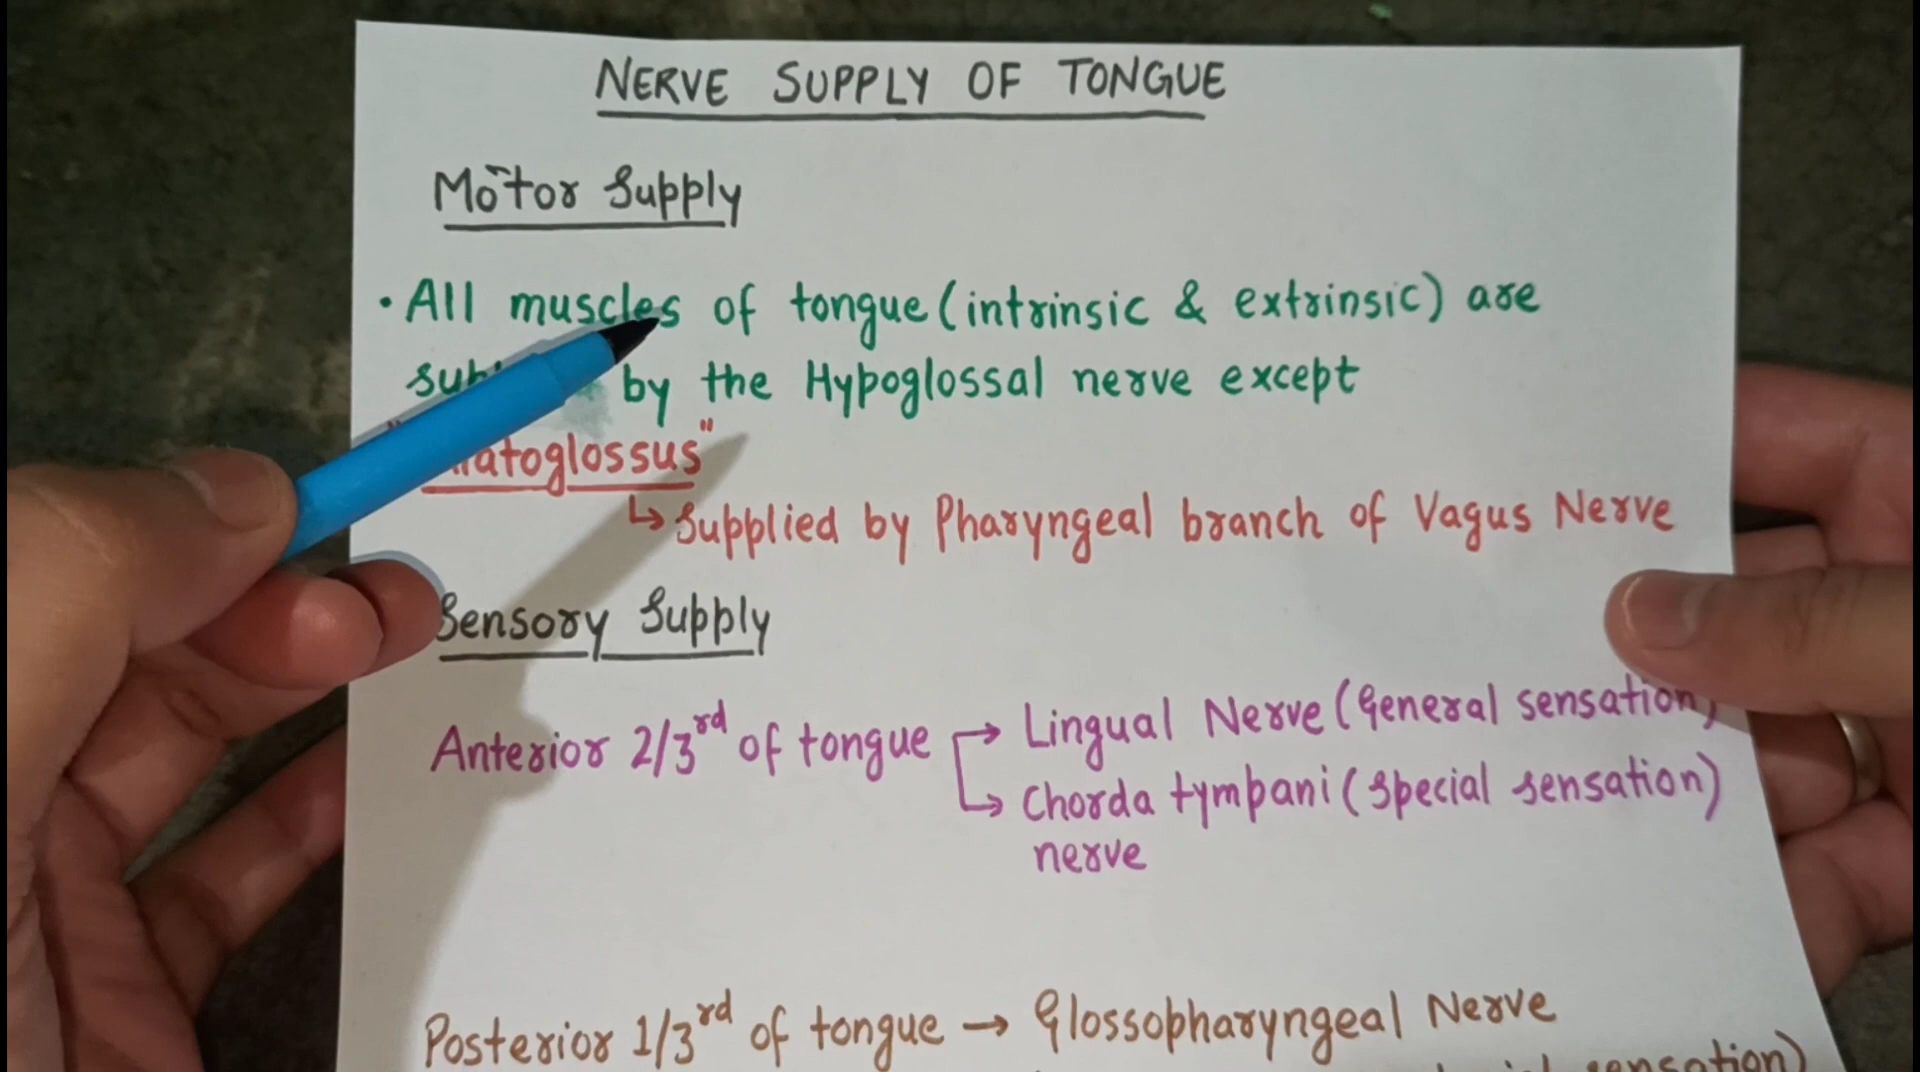 NERVE SUPPLY OF TONGUE
Motor Supply
• All muscles of tongue (intrinsic & extrinsic) are
by the Hypoglossal nerve except
atoglossus"
↳ Supplied by Pharyngeal branch of Vagus Nerve
Sensory Supply
Anterior 2/3rd of tongue → Lingual Nerve (General sensation)
↳ Chorda tympani (special sensation)
nerve
Posterior 1/3rd of tongue → Glossopharyngeal Nerve
sensation)